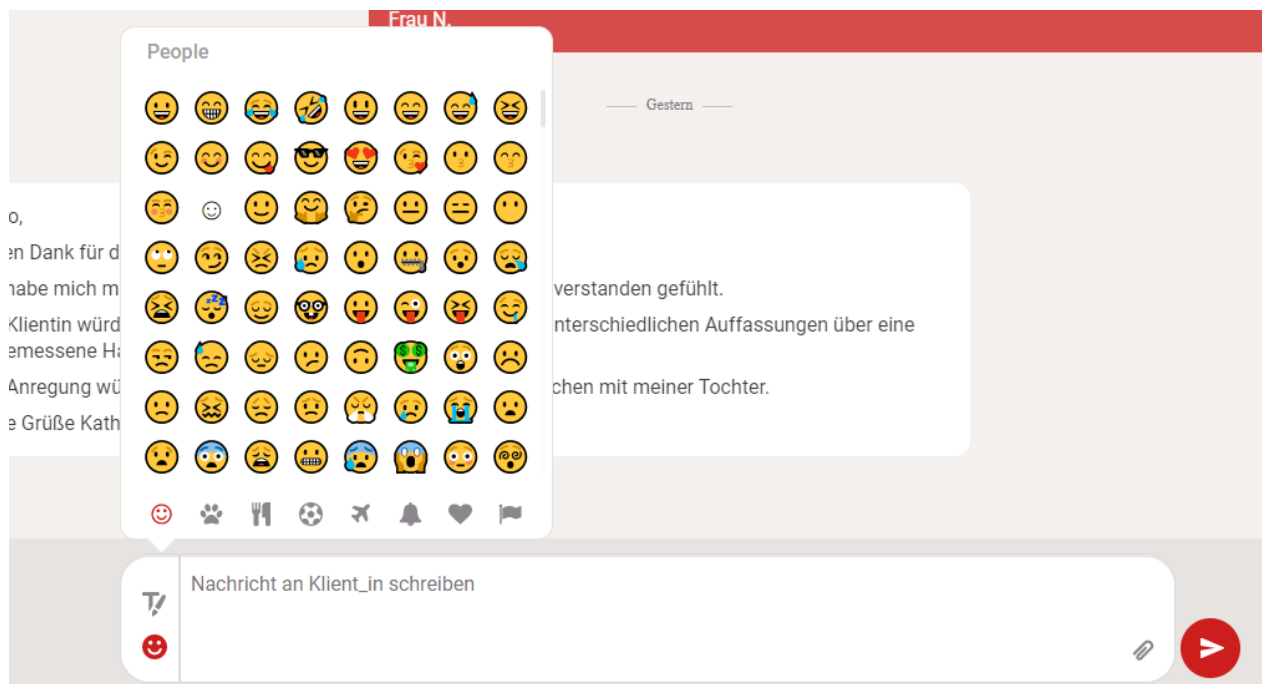 Frau N.
People
Gestern
o,
en Dank für d
habe mich m verstanden gefühlt.
Klientin würd nterschiedlichen Auffassungen über eine
emessene Ha
Anregung wü chen mit meiner Tochter.
e Grüße Kath
Nachricht an Klient_in schreiben